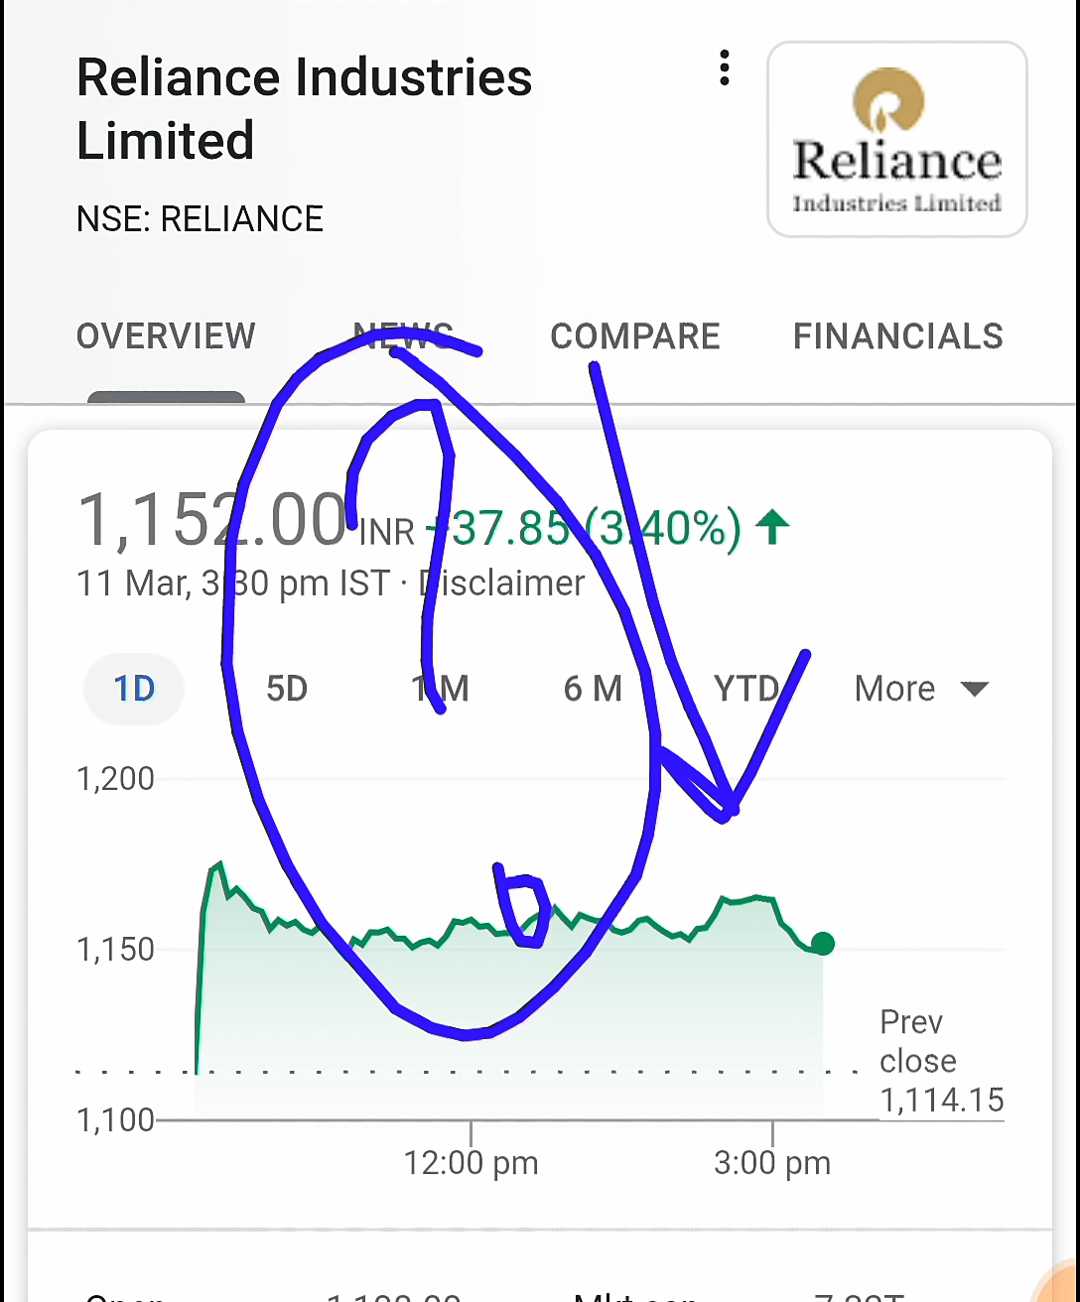 Reliance Industries
Limited
NSE: RELIANCE
Reliance
Industries Limited
OVERVIEW NEWS COMPARE FINANCIALS
1,152.00 INR +37.85 (3.40%)
11 Mar, 3:30 pm IST · Disclaimer
1D 5D 1 M 6 M YTD More
1,200
1,150
1,100
Prev
close
1,114.15
12:00 pm 3:00 pm